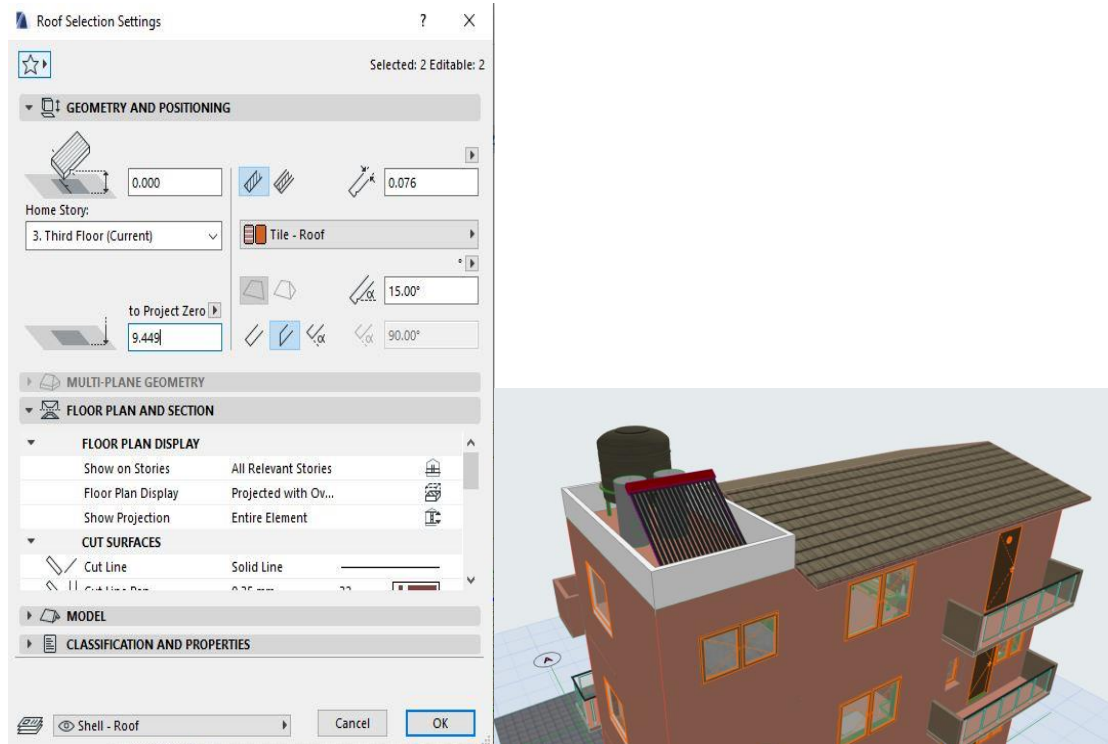 Roof Selection Settings
?
X
Selected: 2 Editable: 2
GEOMETRY AND POSITIONING
0.000
0.076
Home Story:
3. Third Floor (Current)
Tile - Roof
°
α
15.00°
to Project Zero
9.449
α
α
90.00°
MULTI-PLANE GEOMETRY
FLOOR PLAN AND SECTION
FLOOR PLAN DISPLAY
Show on Stories All Relevant Stories
Floor Plan Display Projected with Ov...
Show Projection Entire Element
CUT SURFACES
Cut Line Solid Line
MODEL
CLASSIFICATION AND PROPERTIES
Shell - Roof
Cancel
OK